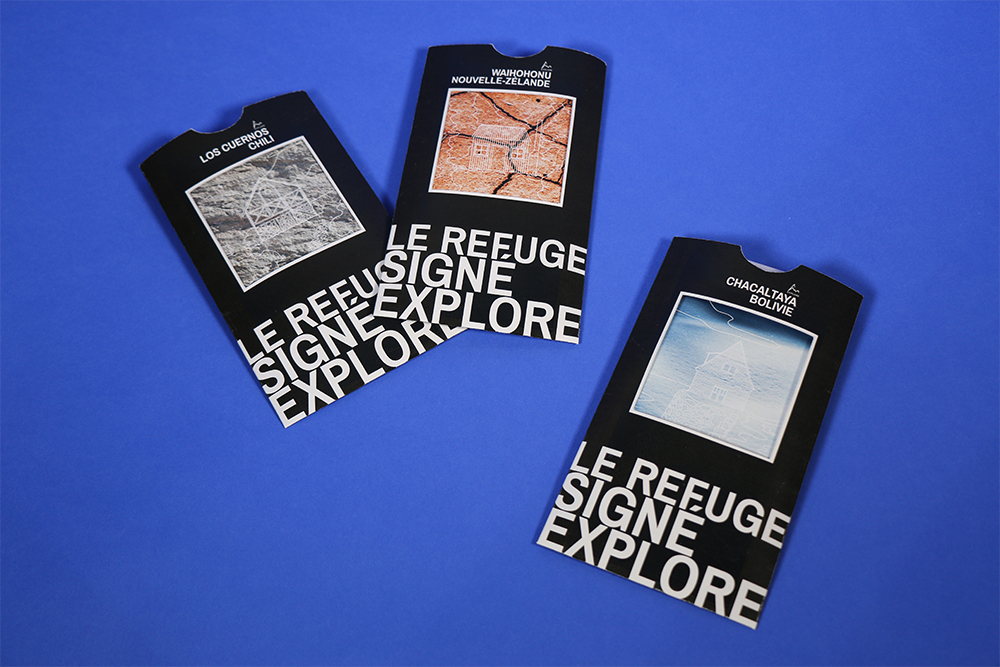 LOS CUERNOS
CHILI
LE REFU
SIGNÉ
EXPLORE
WAIHOHONU
NOUVELLE-ZÉLANDE
LE REFUGE
SIGNÉ
EXPLORE
CHACALTAYA
BOLIVIE
LE REFUGE
SIGNÉ
EXPLORE